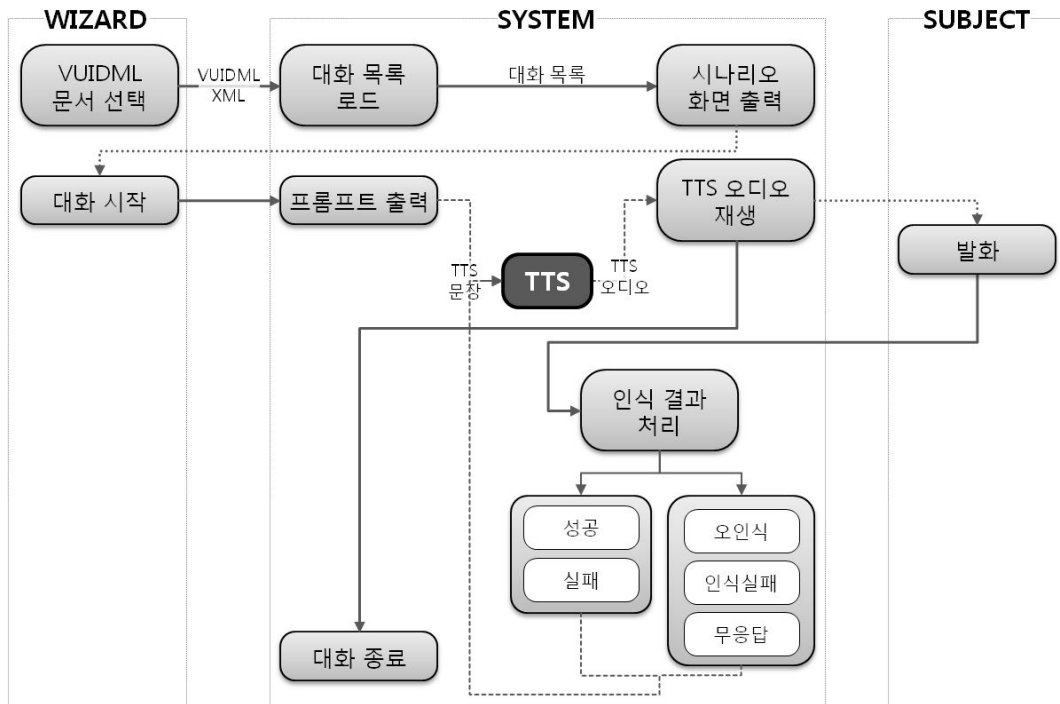 WIZARD
SYSTEM
SUBJECT
VUIDML
문서 선택
VUIDML
XML
대화 목록
로드
대화 목록
시나리오
화면 출력
대화 시작
프롬프트 출력
TTS 오디오
재생
발화
TTS
문장
TTS
TTS
오디오
인식 결과
처리
성공
실패
오인식
인식실패
무응답
대화 종료